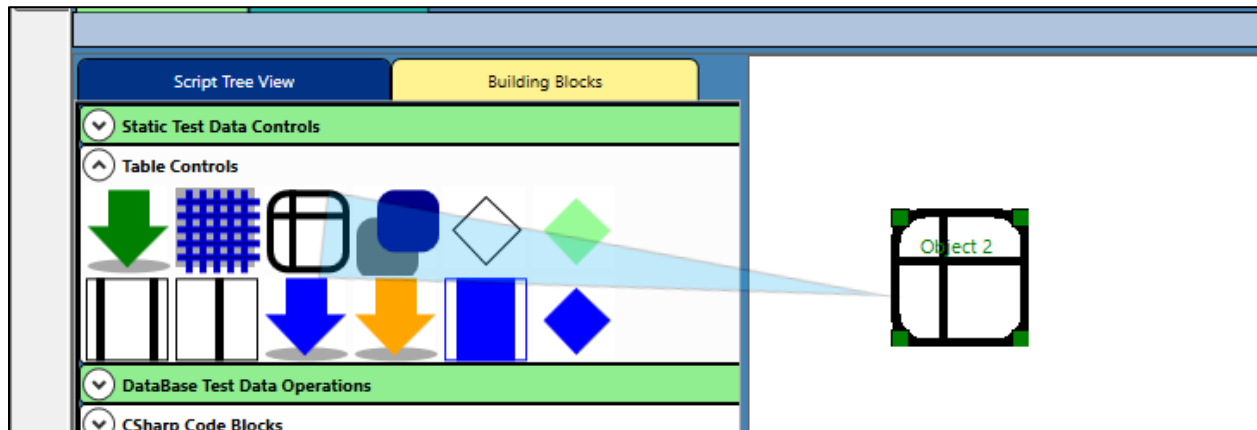 Script Tree View
Building Blocks
Static Test Data Controls
Table Controls
Object 2
DataBase Test Data Operations
CSharp Code Blocks